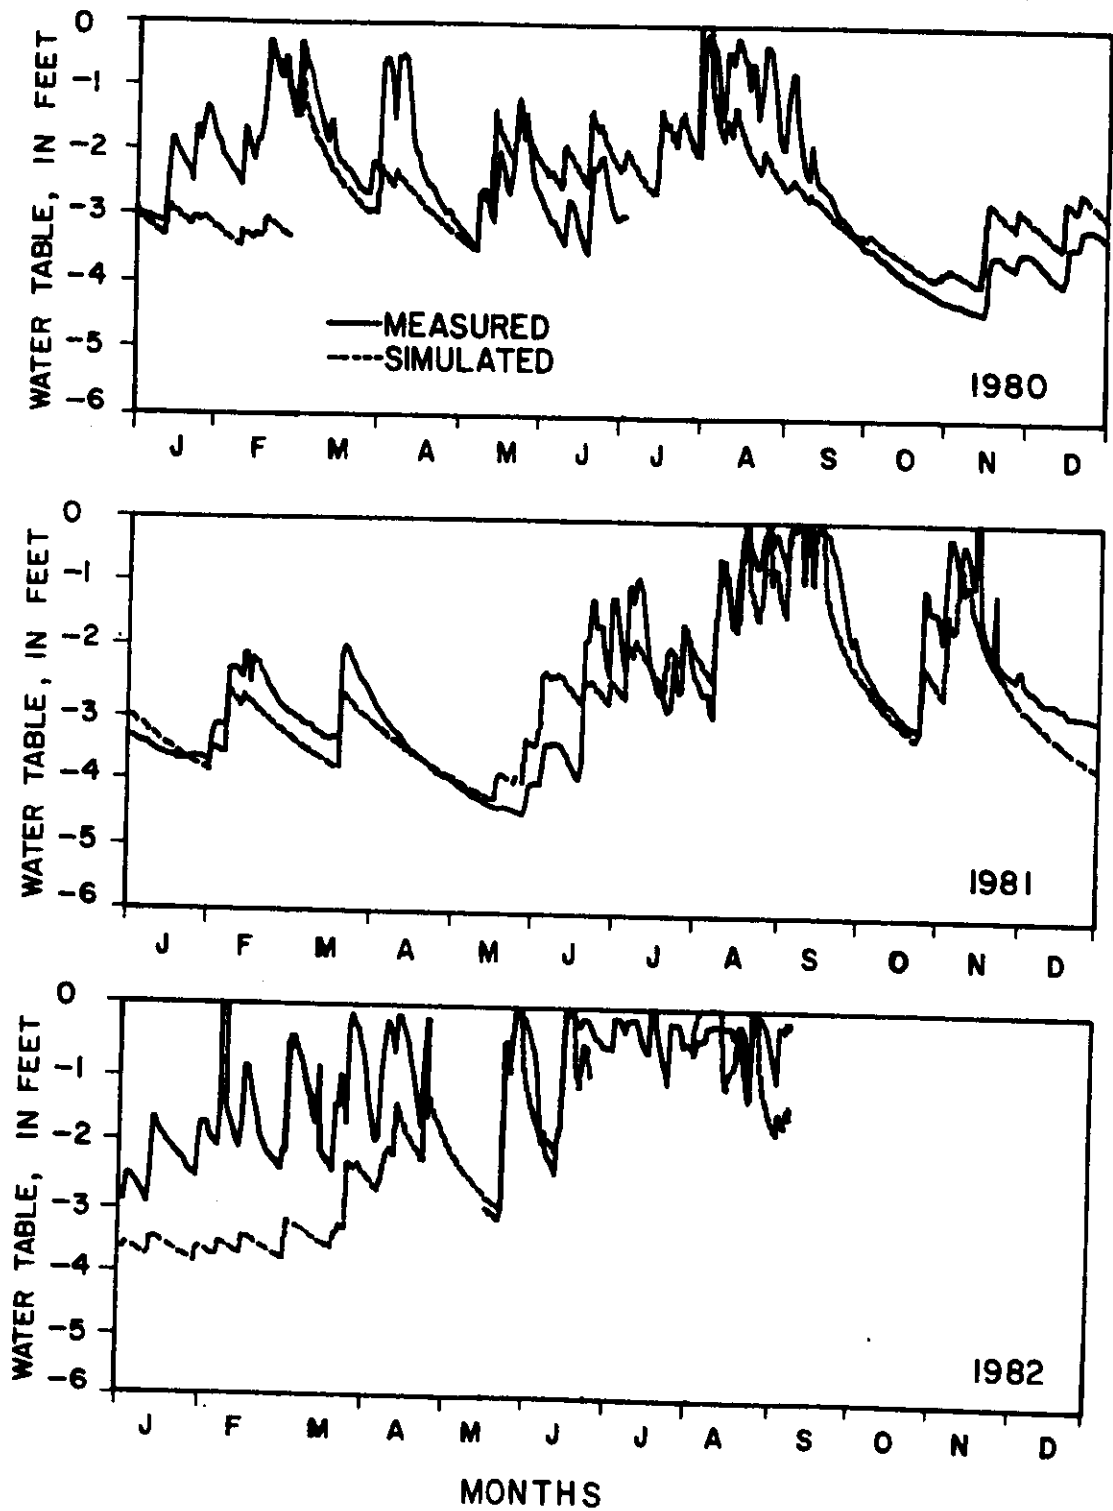 WATER TABLE, IN FEET
0
-1
-2
-3
-4
-5
-6
MEASURED
SIMULATED
1980
J F M A M J J A S O N D
WATER TABLE, IN FEET
0
-1
-2
-3
-4
-5
-6
1981
J F M A M J J A S O N D
WATER TABLE, IN FEET
0
-1
-2
-3
-4
-5
-6
1982
J F M A M J J A S O N D
MONTHS